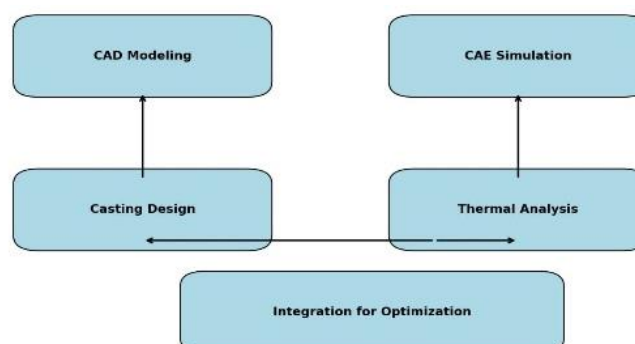 CAD Modeling
CAE Simulation
Casting Design
Thermal Analysis
Integration for Optimization